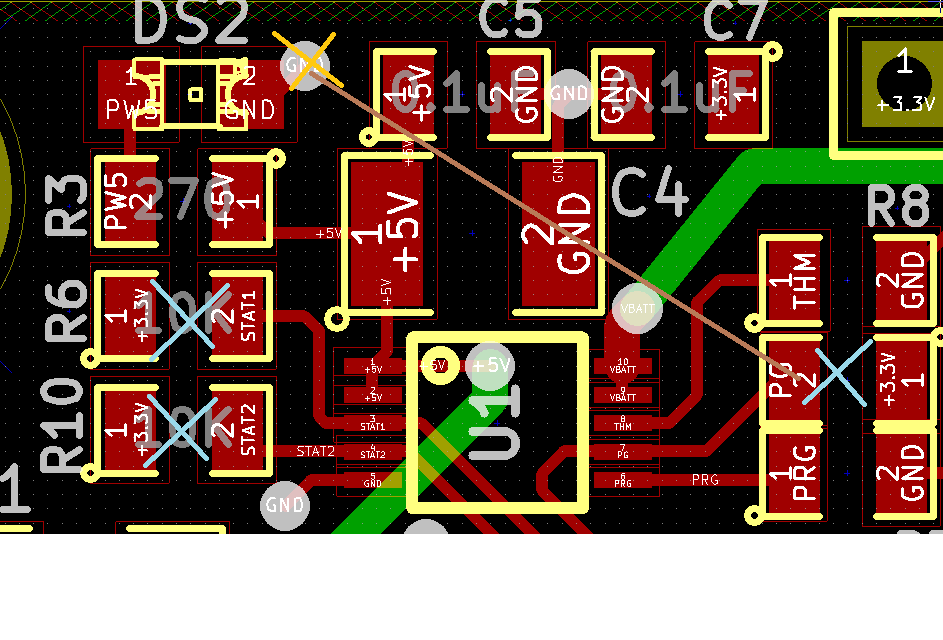 DS2
C5
C7
1
PW5
2
GND
GND
1
+5V
0.1u
2
GND
GND
GND
2
0.1uF
+3.3V
1
1
+3.3V
R3
PW5
2
270
+5V
1
+5V
+5V
1
+5V
+5V
GND
2
GND
C4
R8
VBATT
1
THM
2
GND
R6
1
+3.3V
10K
2
STAT1
R10
1
+3.3V
10K
2
STAT2
STAT2
1
+5V
2
+5V
3
STAT1
4
STAT2
5
GND
GND
+5V
+5V
U1
10
VBATT
9
VBATT
8
THM
7
PG
6
PRG
PRG
2
+3.3V
1
1
PRG
2
GND
1